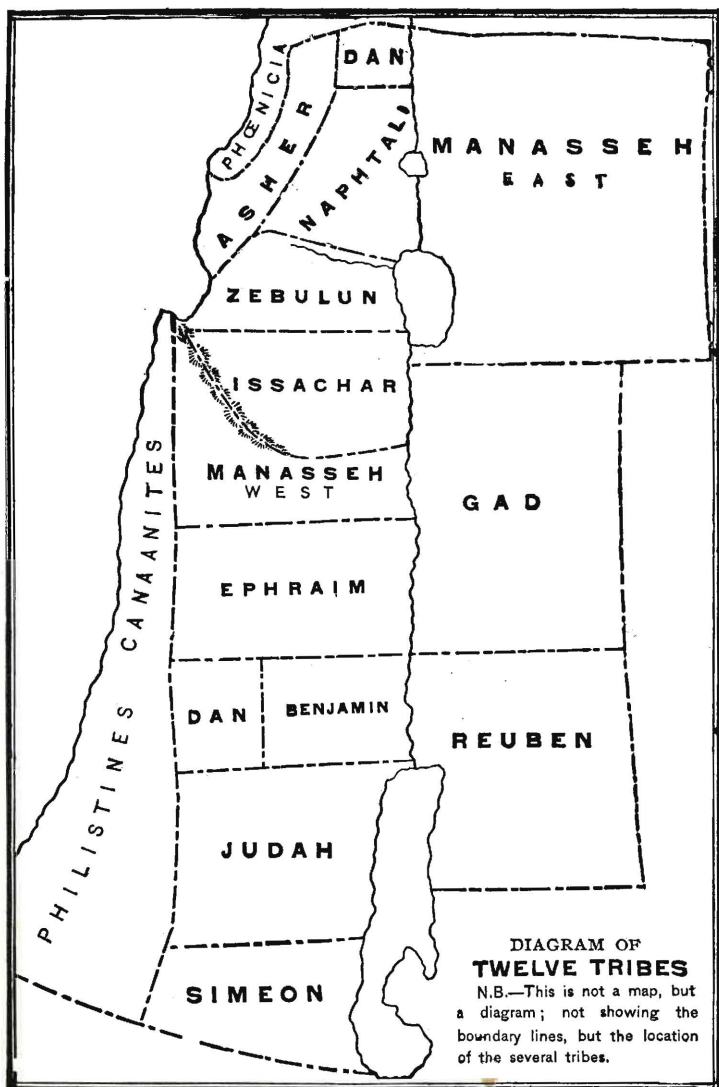 PHŒNICIA
DAN
ASHER
NAPHTALI
MANASSEH
EAST
ZEBULUN
ISSACHAR
MANASSEH
WEST
GAD
EPHRAIM
PHILISTINES CANAANITES
DAN
BENJAMIN
REUBEN
JUDAH
SIMEON
DIAGRAM OF
TWELVE TRIBES
N.B.—This is not a map, but
a diagram; not showing the
boundary lines, but the location
of the several tribes.